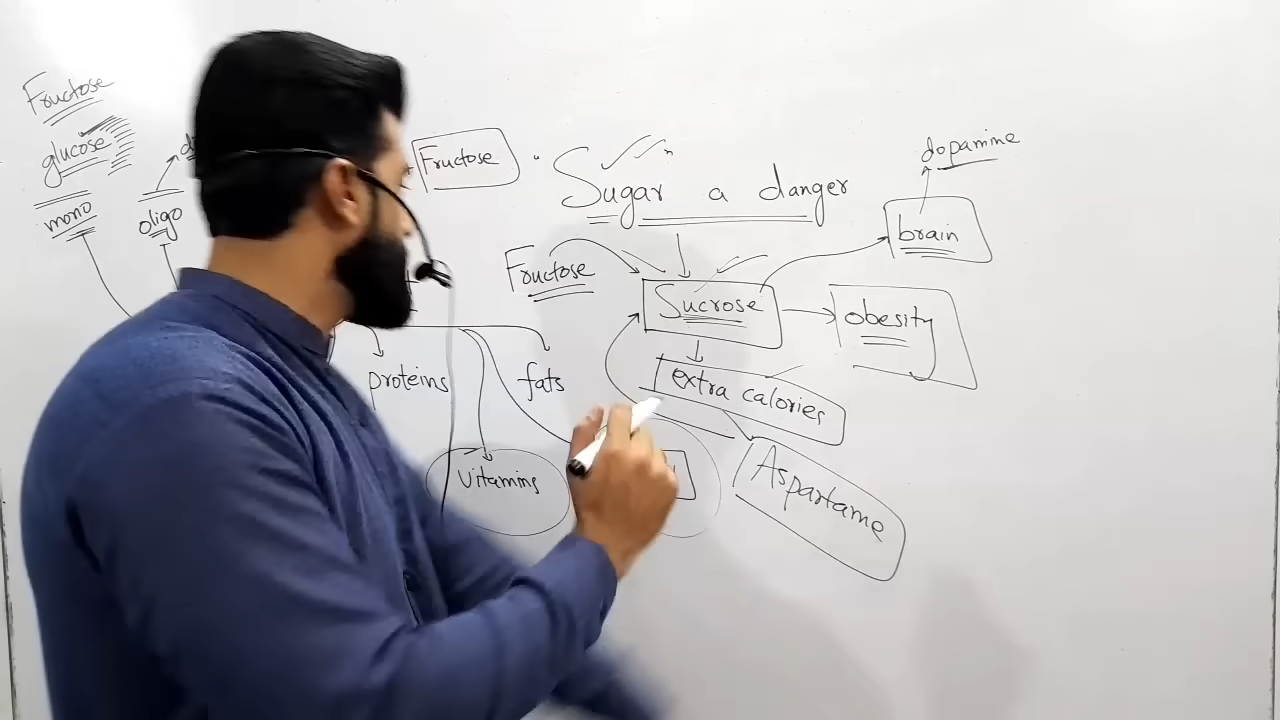 Fructose
glucose
mono
oligo
Fructose
Sugar a danger
dopamine
brain
Fructose
Sucrose
obesity
proteins
fats
extra calories
vitamins
Aspartame